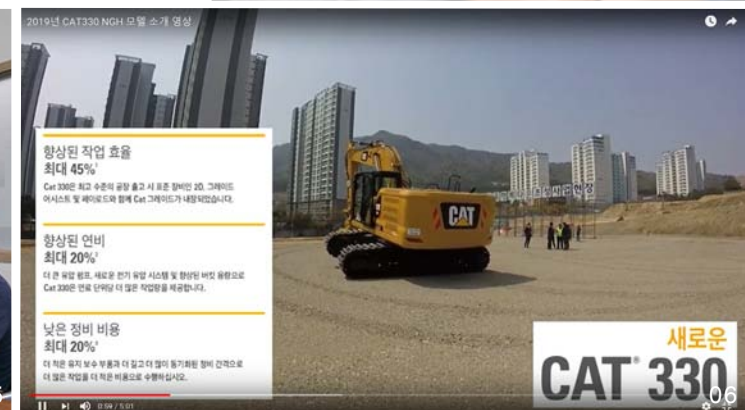 2019년 CAT330 NGH 모델 소개 영상
향상된 작업 효율
최대 45%¹
Cat 330은 최고 수준의 공장 출고 시 표준 장비인 2D, 그레이드
어시스트 및 페이로드와 함께 Cat 그레이드가 내장되었습니다.
향상된 연비
최대 20%²
더 큰 유압 펌프, 새로운 전기 유압 시스템 및 향상된 버킷 용량으로
Cat 330은 연료 단위당 더 많은 작업량을 제공합니다.
낮은 정비 비용
최대 20%³
더 적은 유지 보수 부품과 더 길고 더 많이 동기화된 정비 간격으로
더 많은 작업을 더 적은 비용으로 수행하십시오.
CAT
새로운
CAT® 330
06
0:59 / 5:01